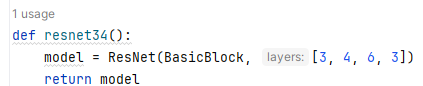 1 usage
def resnet34():
    model = ResNet(BasicBlock, layers: [3, 4, 6, 3])
    return model